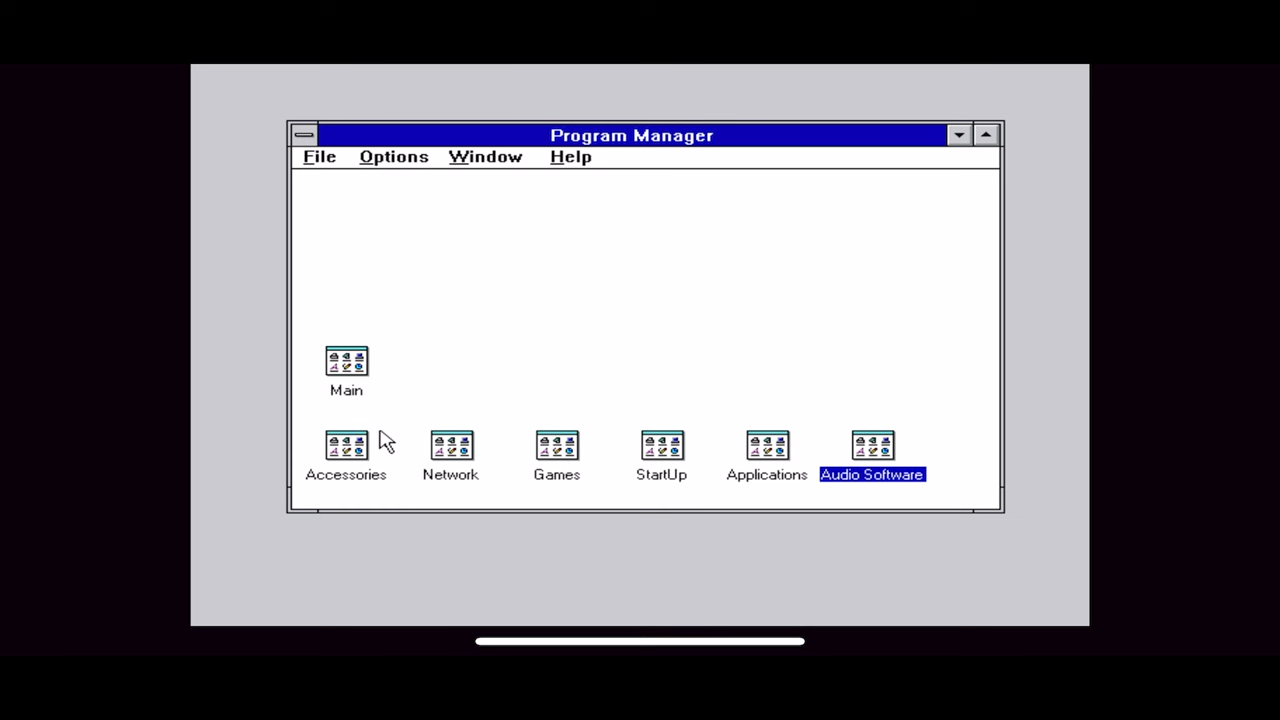 Program Manager
File Options Window Help
Main
Accessories Network Games StartUp Applications Audio Software